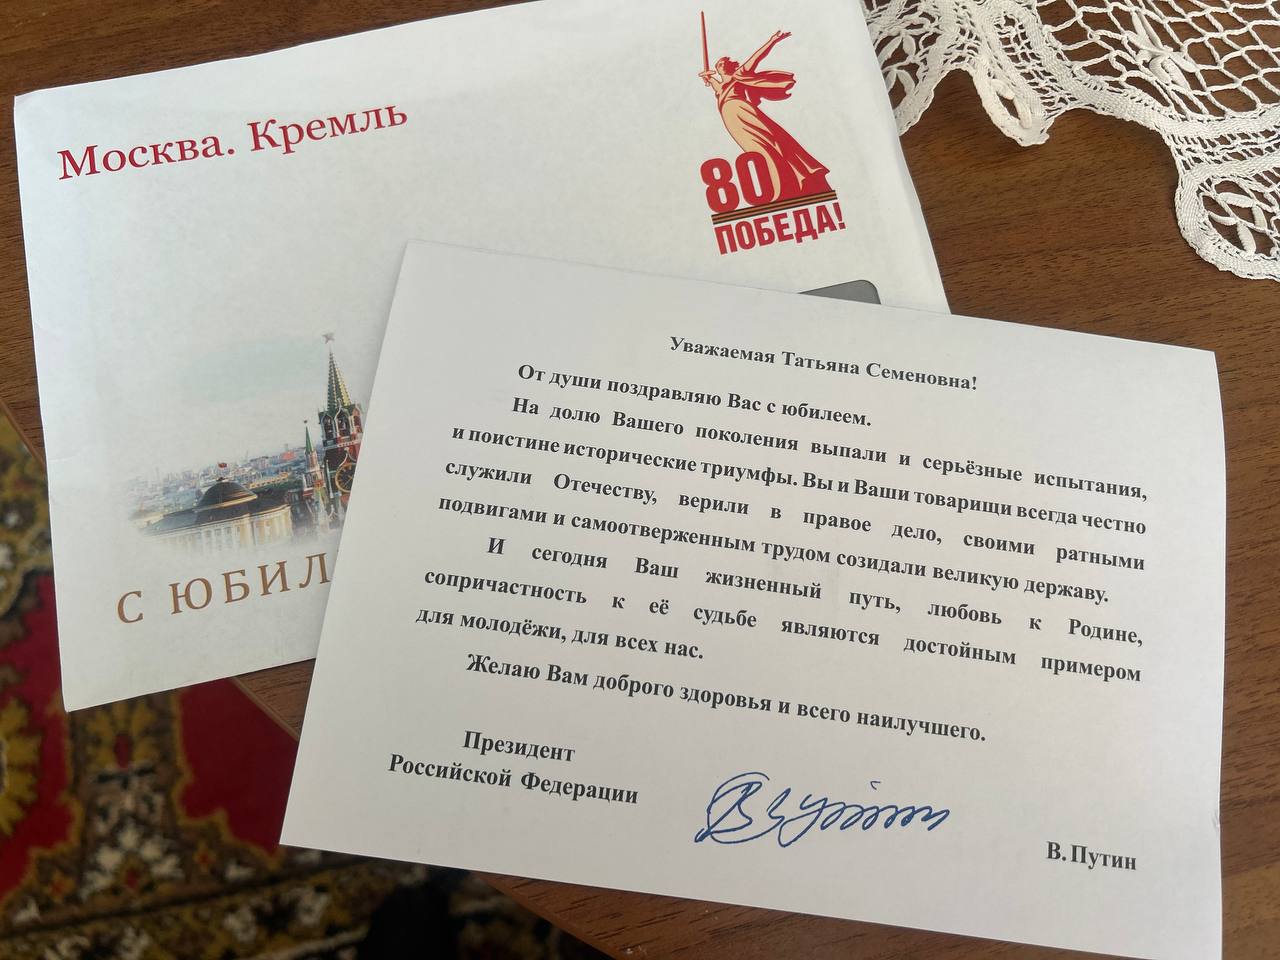 Москва. Кремль
80
ПОБЕДА!
С ЮБИЛ
Уважаемая Татьяна Семеновна!
От души поздравляю Вас с юбилеем.
На долю Вашего поколения выпали и серьёзные испытания,
и поистине исторические триумфы. Вы и Ваши товарищи всегда честно
служили Отечеству, верили в правое дело, своими ратными
подвигами и самоотверженным трудом созидали великую державу.
И сегодня Ваш жизненный путь, любовь к Родине,
сопричастность к её судьбе являются достойным примером
для молодёжи, для всех нас.
Желаю Вам доброго здоровья и всего наилучшего.
Президент
Российской Федерации
В. Путин